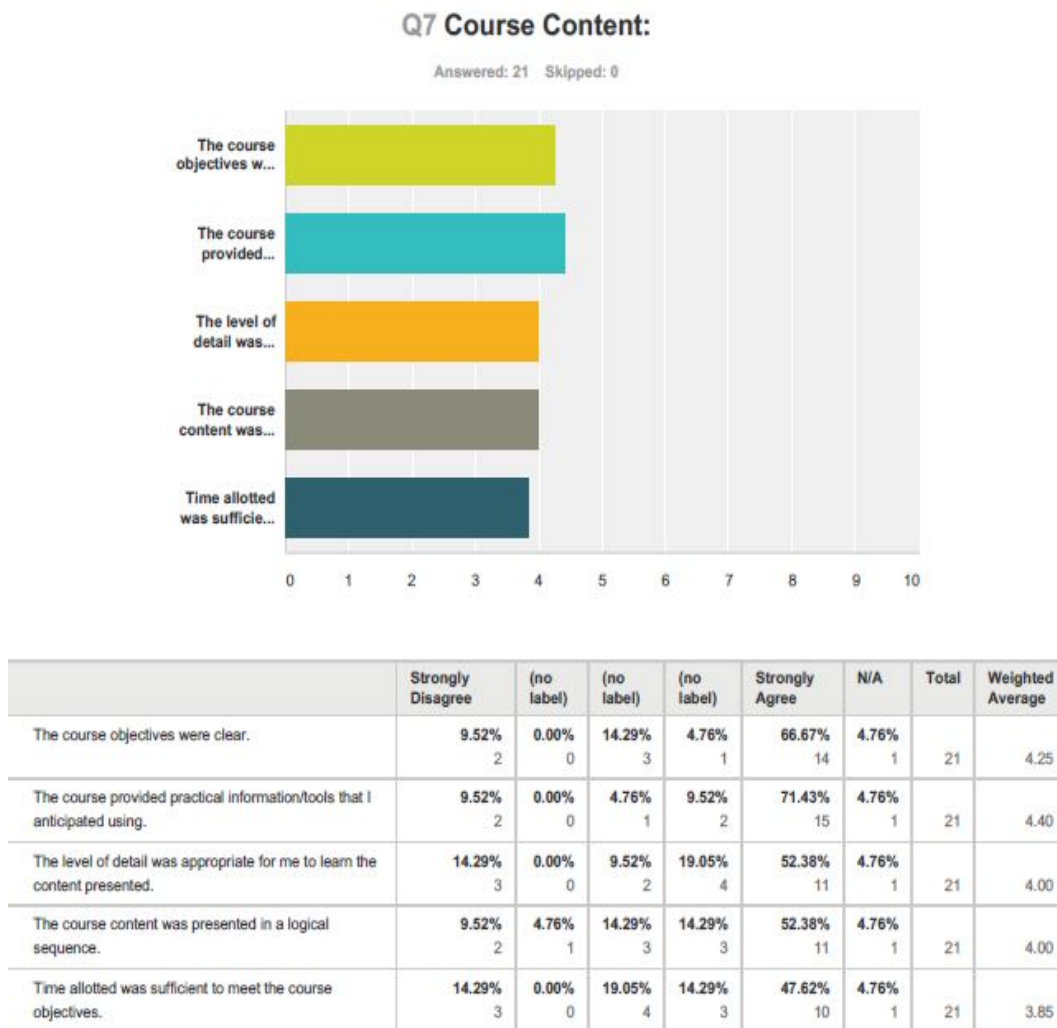 Q7 Course Content:
Answered: 21 Skipped: 0
The course
objectives w...
The course
provided...
The level of
detail was...
The course
content was...
Time allotted
was sufficie...
0 1 2 3 4 5 6 7 8 9 10
Strongly Disagree (no label) (no label) (no label) Strongly Agree N/A Total Weighted Average
The course objectives were clear. 9.52% 0.00% 14.29% 4.76% 66.67% 4.76%
2 0 3 1 14 1 21 4.25
The course provided practical information/tools that I 9.52% 0.00% 4.76% 9.52% 71.43% 4.76%
anticipated using. 2 0 1 2 15 1 21 4.40
The level of detail was appropriate for me to learn the 14.29% 0.00% 9.52% 19.05% 52.38% 4.76%
content presented. 3 0 2 4 11 1 21 4.00
The course content was presented in a logical 9.52% 4.76% 14.29% 14.29% 52.38% 4.76%
sequence. 2 1 3 3 11 1 21 4.00
Time allotted was sufficient to meet the course 14.29% 0.00% 19.05% 14.29% 47.62% 4.76%
objectives. 3 0 4 3 10 1 21 3.85